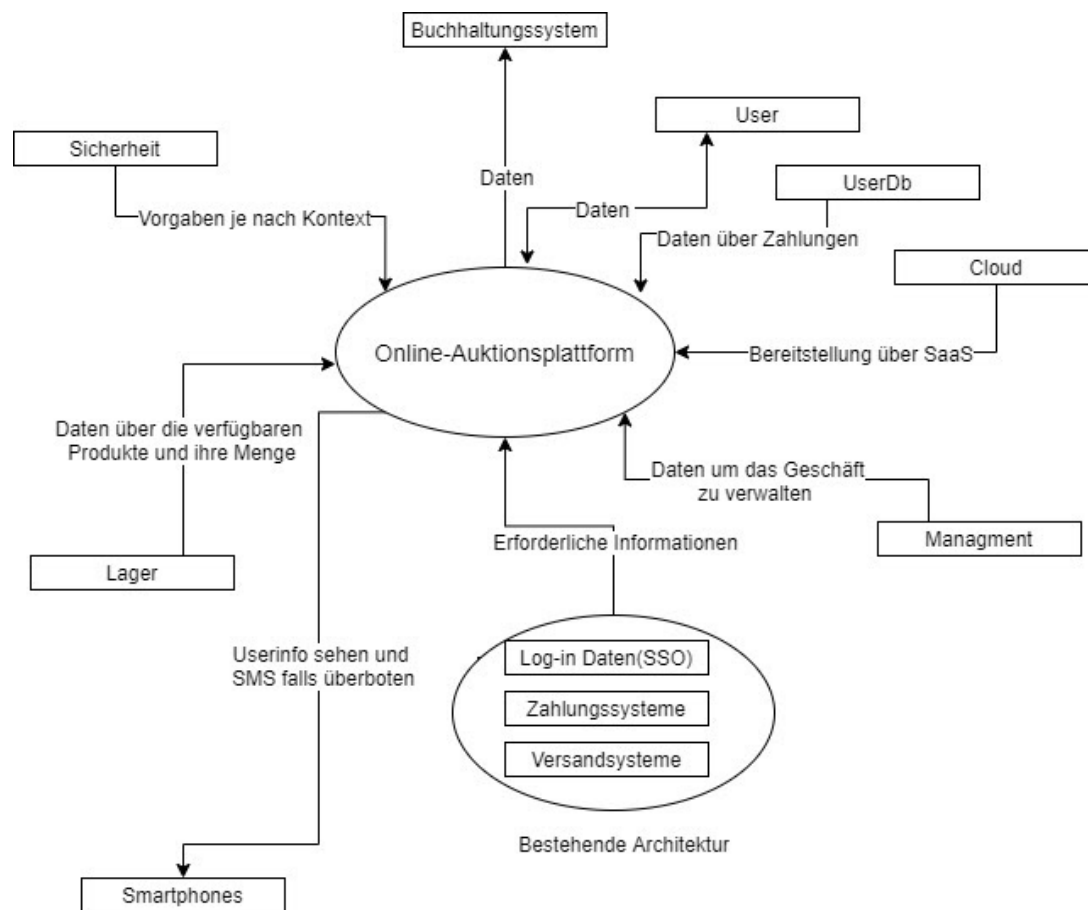 Buchhaltungssystem
User
Sicherheit
Daten
UserDb
Vorgaben je nach Kontext
Daten
Daten über Zahlungen
Cloud
Online-Auktionsplattform
Bereitstellung über SaaS
Daten über die verfügbaren
Produkte und ihre Menge
Daten um das Geschäft
zu verwalten
Erforderliche Informationen
Managment
Lager
Userinfo sehen und
SMS falls überboten
Log-in Daten(SSO)
Zahlungssysteme
Versandsysteme
Bestehende Architektur
Smartphones